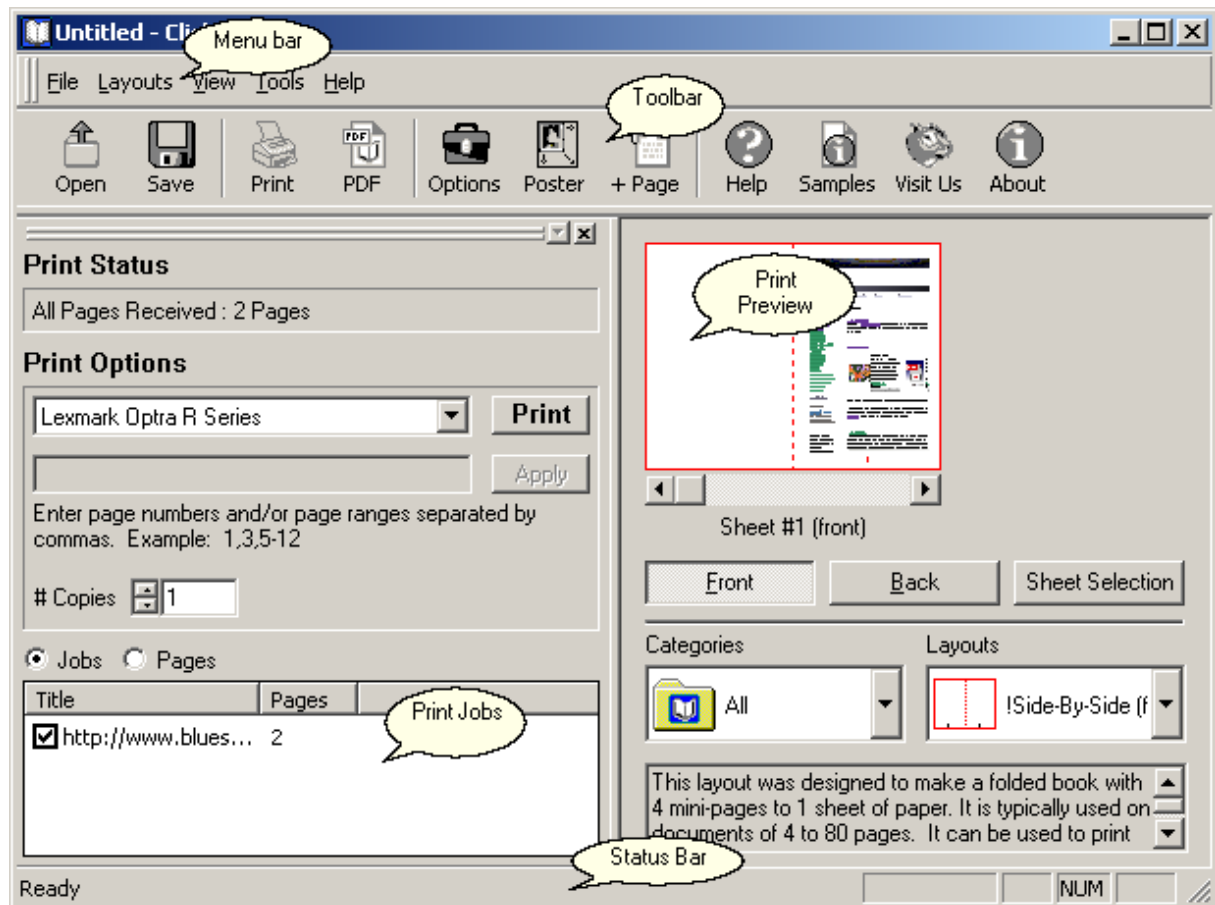 Untitled - Cli
Menu bar
File Layouts View Tools Help
Toolbar
Open Save Print PDF Options Poster + Page Help Samples Visit Us About
Print Status
All Pages Received : 2 Pages
Print Options
Lexmark Optra R Series
Print
Apply
Enter page numbers and/or page ranges separated by
commas. Example: 1,3,5-12
# Copies 1
Jobs Pages
Title Pages
http://www.blues... 2
Print Jobs
Print
Preview
Sheet #1 (front)
Front Back Sheet Selection
Categories Layouts
All !Side-By-Side (f
This layout was designed to make a folded book with
4 mini-pages to 1 sheet of paper. It is typically used on
documents of 4 to 80 pages. It can be used to print
Status Bar
Ready NUM